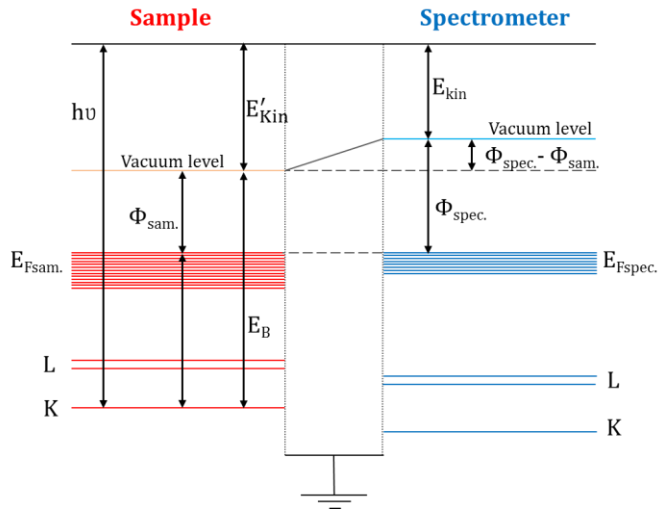 Sample
Spectrometer
hυ
E′Kin
Ekin
Vacuum level
Vacuum level
Φspec.- Φsam.
Φsam.
Φspec.
EFsam.
EFspec.
EB
L
L
K
K